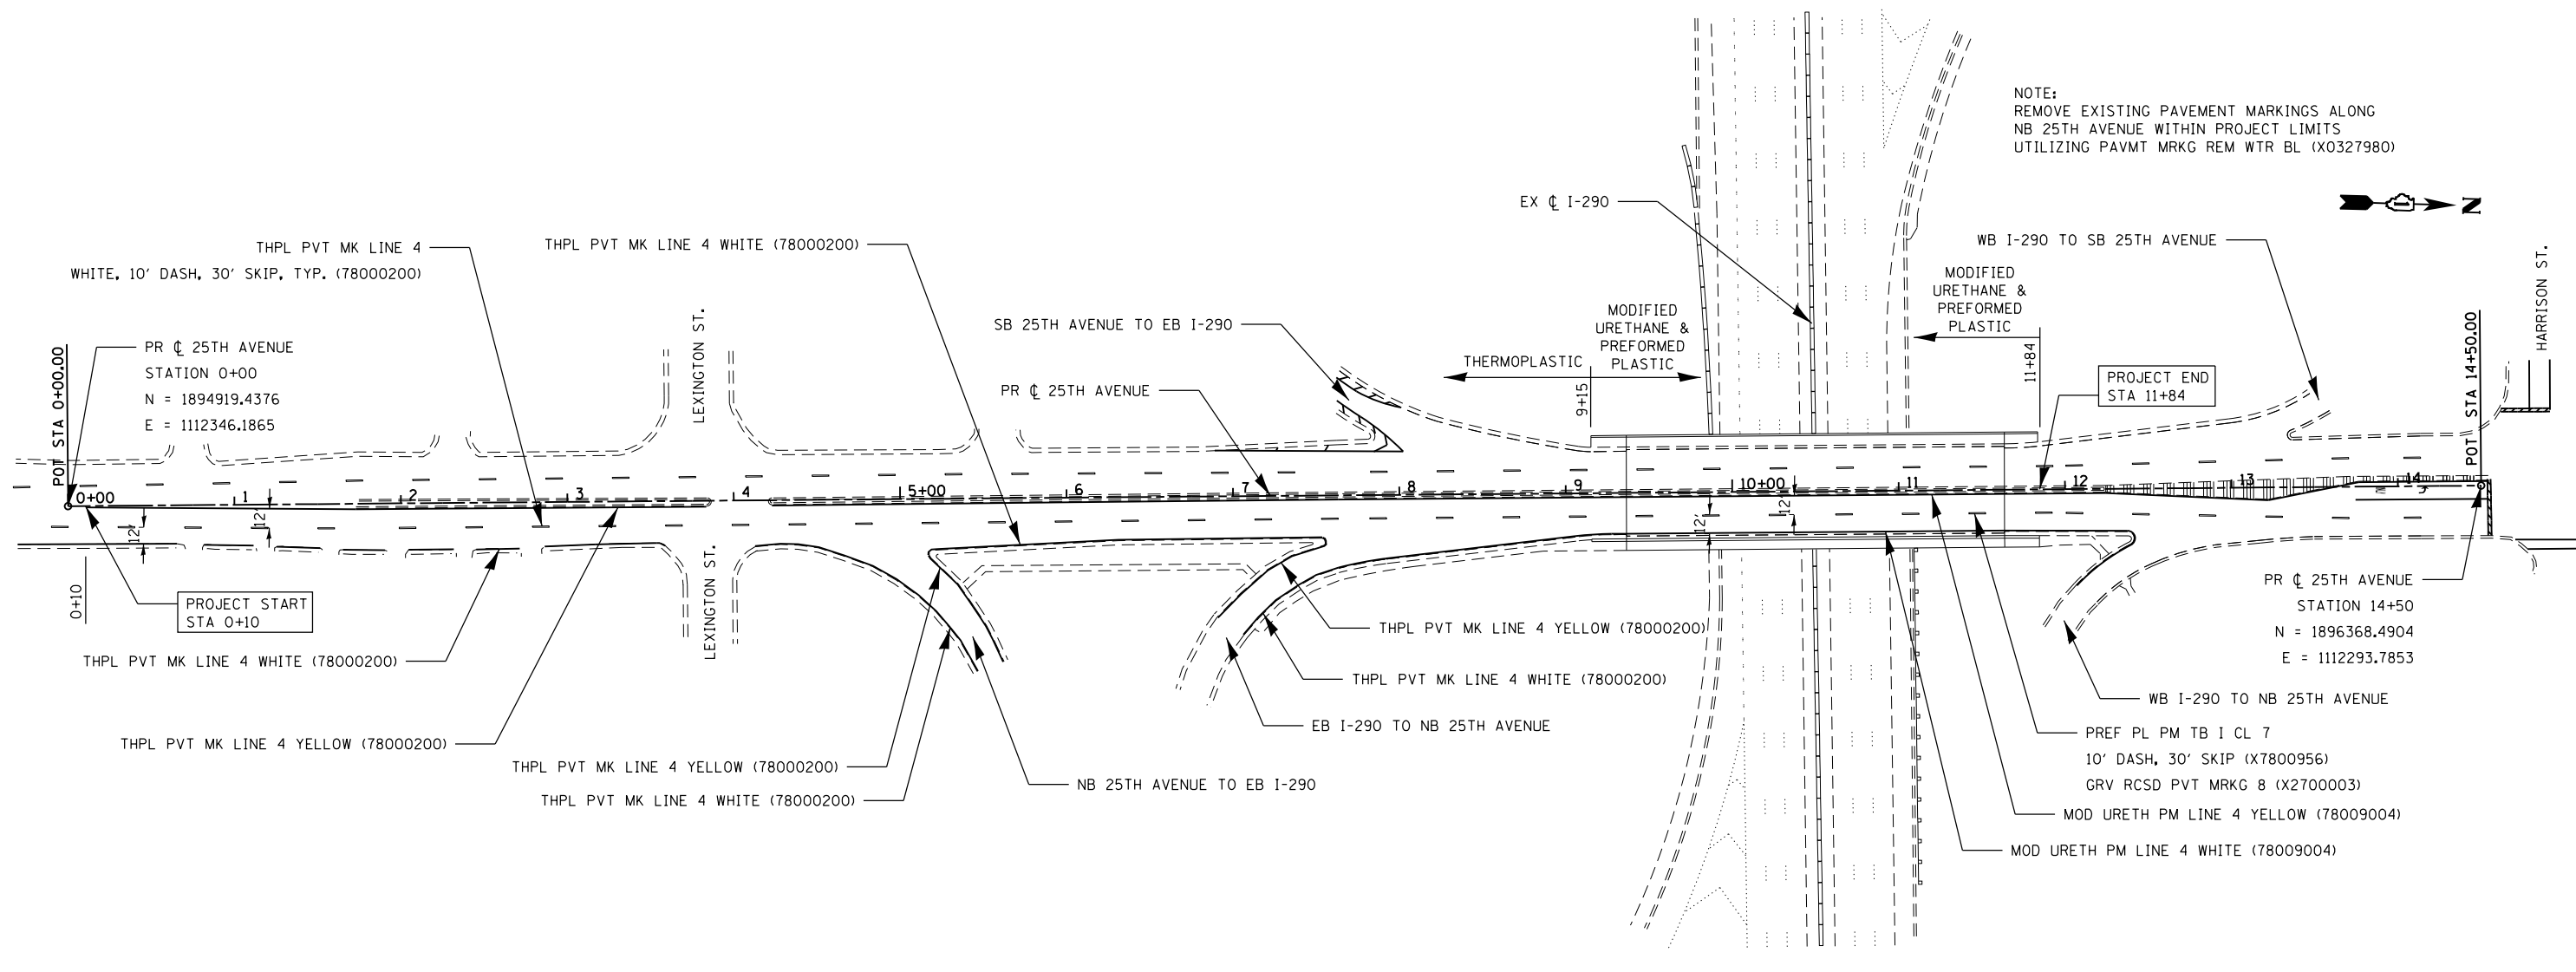 NOTE:
REMOVE EXISTING PAVEMENT MARKINGS ALONG
NB 25TH AVENUE WITHIN PROJECT LIMITS
UTILIZING PAVMT MRKG REM WTR BL (X0327980)
N
EX ℄ I-290
WB I-290 TO SB 25TH AVENUE
HARRISON ST.
THPL PVT MK LINE 4
WHITE, 10' DASH, 30' SKIP, TYP. (78000200)
THPL PVT MK LINE 4 WHITE (78000200)
LEXINGTON ST.
SB 25TH AVENUE TO EB I-290
MODIFIED
URETHANE &
PREFORMED
PLASTIC
MODIFIED
URETHANE &
PREFORMED
PLASTIC
THERMOPLASTIC
9+15
11+84
POT STA 0+00.00
PR ℄ 25TH AVENUE
STATION 0+00
N = 1894919.4376
E = 1112346.1865
PR ℄ 25TH AVENUE
PROJECT END
STA 11+84
POT STA 14+50.00
0+00
1
2
3
4
5+00
6
7
8
9
10+00
11
12
13
14
12'
12'
12'
12'
0+10
PROJECT START
STA 0+10
LEXINGTON ST.
PR ℄ 25TH AVENUE
STATION 14+50
N = 1896368.4904
E = 1112293.7853
THPL PVT MK LINE 4 WHITE (78000200)
THPL PVT MK LINE 4 YELLOW (78000200)
THPL PVT MK LINE 4 YELLOW (78000200)
THPL PVT MK LINE 4 WHITE (78000200)
NB 25TH AVENUE TO EB I-290
THPL PVT MK LINE 4 YELLOW (78000200)
THPL PVT MK LINE 4 WHITE (78000200)
EB I-290 TO NB 25TH AVENUE
WB I-290 TO NB 25TH AVENUE
PREF PL PM TB I CL 7
10' DASH, 30' SKIP (X7800956)
GRV RCSD PVT MRKG 8 (X2700003)
MOD URETH PM LINE 4 YELLOW (78009004)
MOD URETH PM LINE 4 WHITE (78009004)